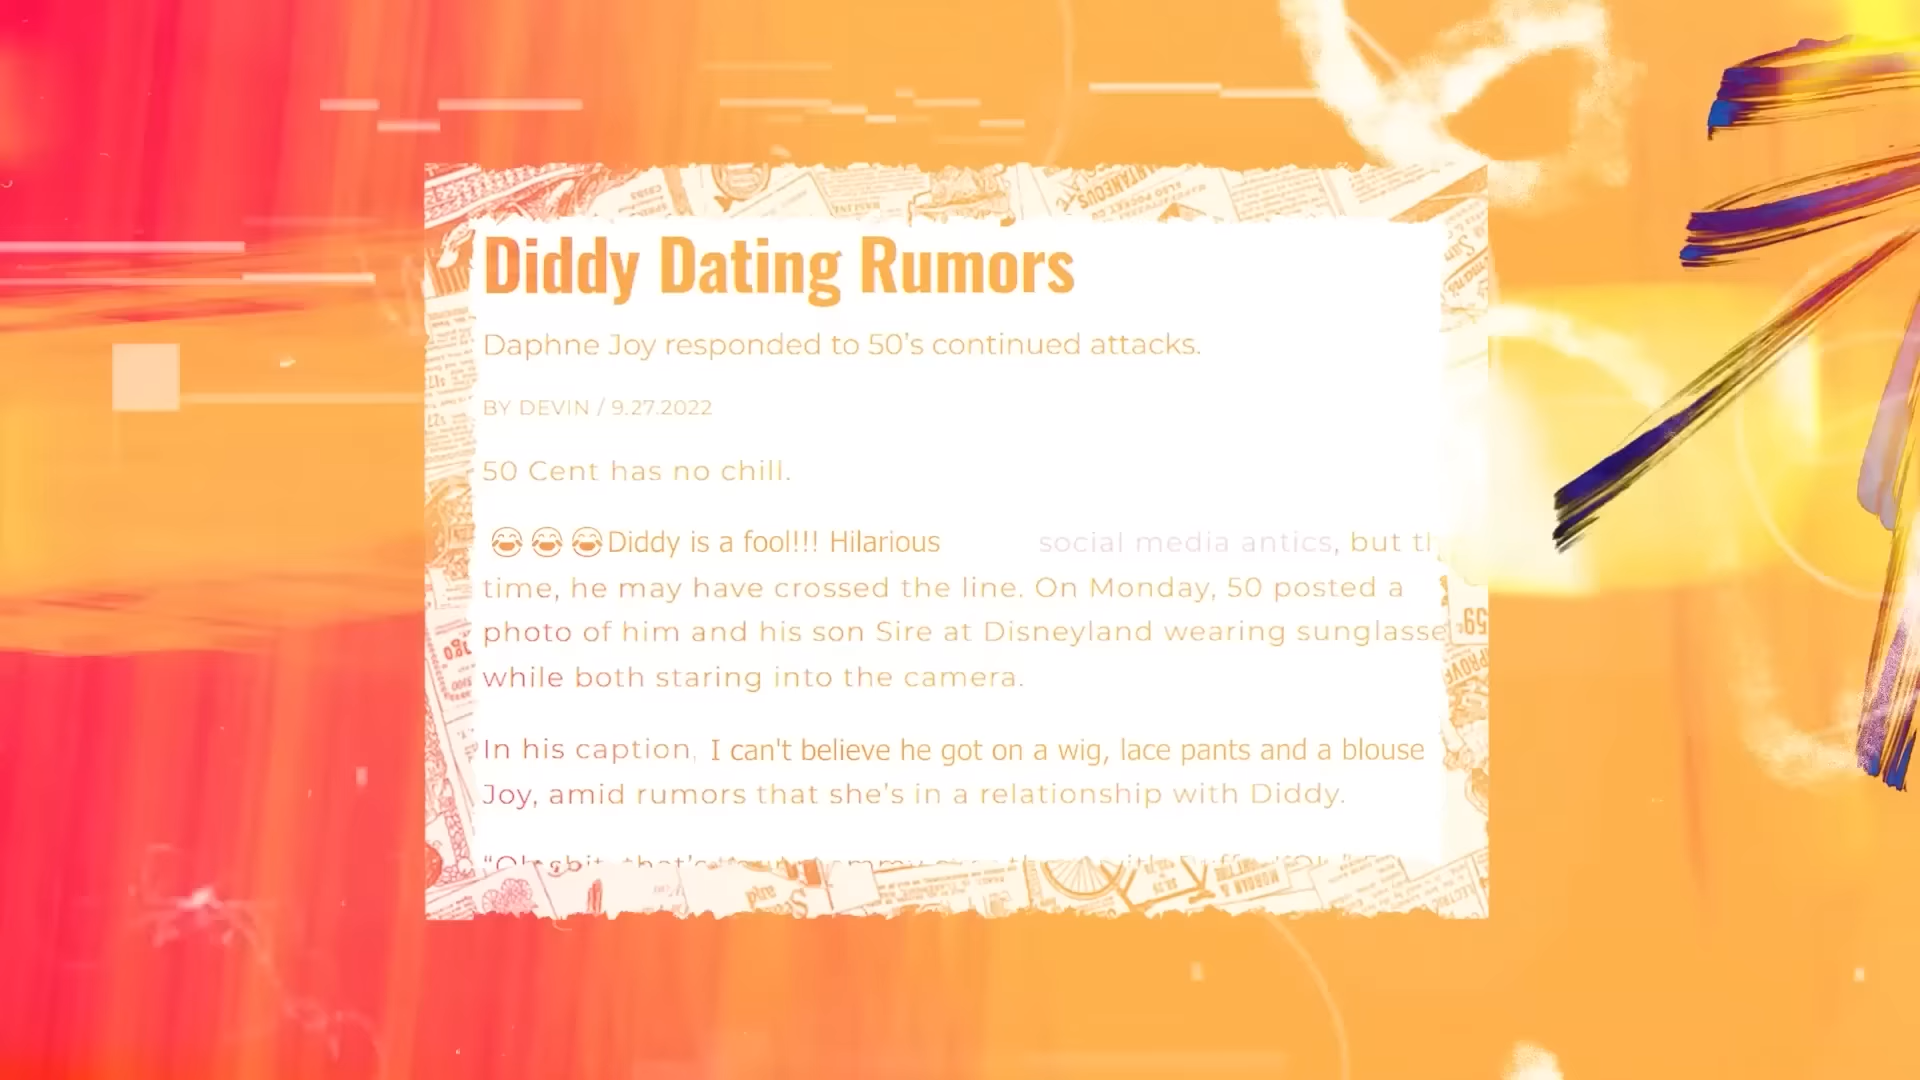 Diddy Dating Rumors
Daphne Joy responded to 50’s continued attacks.
BY DEVIN / 9.27.2022
50 Cent has no chill.
😂😂😂Diddy is a fool!!! Hilarious social media antics, but
time, he may have crossed the line. On Monday, 50 posted a
photo of him and his son Sire at Disneyland wearing sunglasse
while both staring into the camera.
In his caption, I can't believe he got on a wig, lace pants and a blouse
Joy, amid rumors that she’s in a relationship with Diddy.